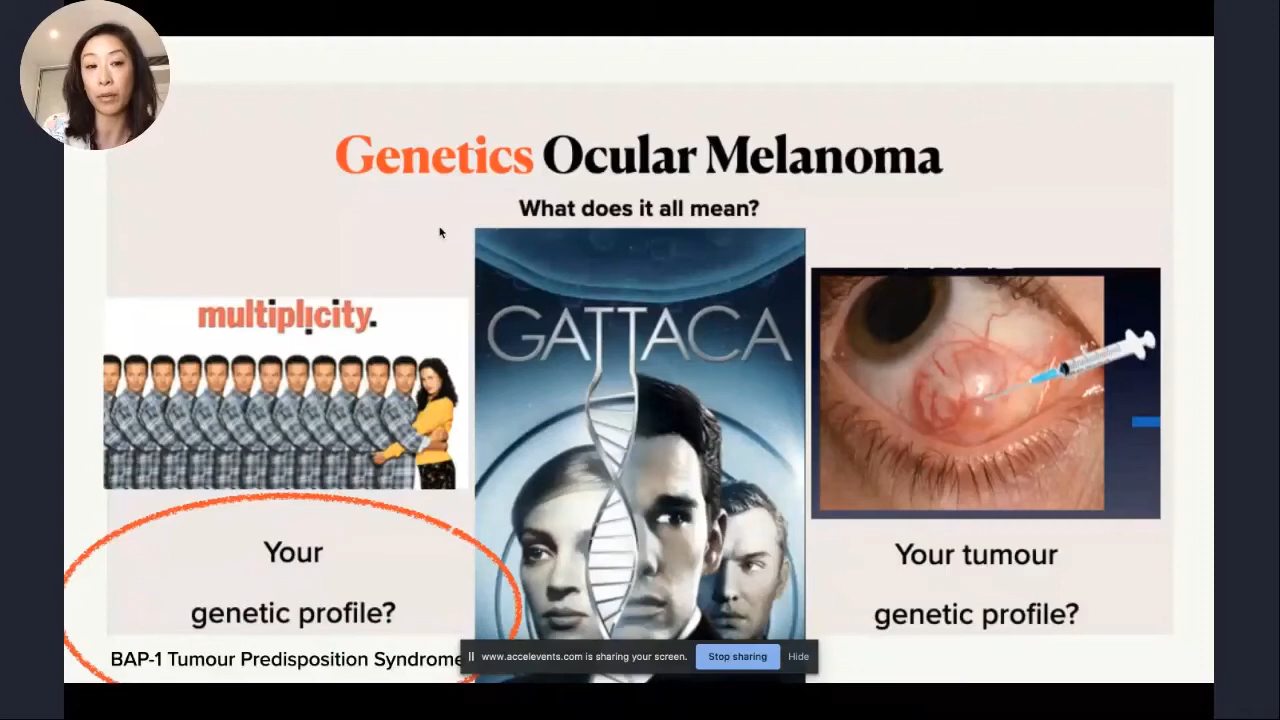 Genetics Ocular Melanoma
What does it all mean?
multiplicity.
GATTACA
Your
genetic profile?
BAP-1 Tumour Predisposition Syndrome
Your tumour
genetic profile?
www.accelevents.com is sharing your screen.
Stop sharing
Hide